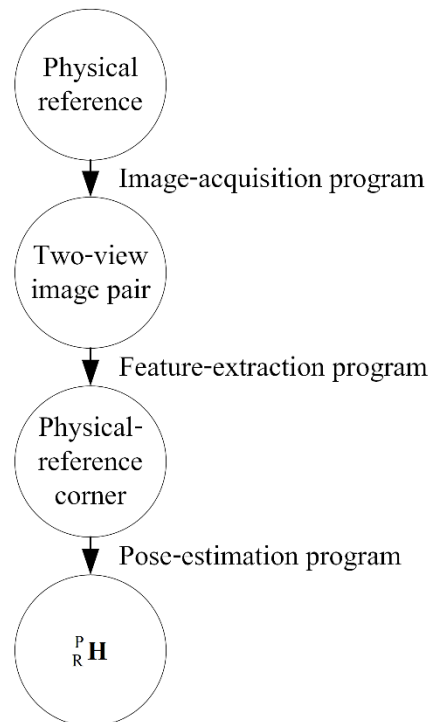 Physical
reference
Image-acquisition program
Two-view
image pair
Feature-extraction program
Physical-
reference
corner
Pose-estimation program
P
R H